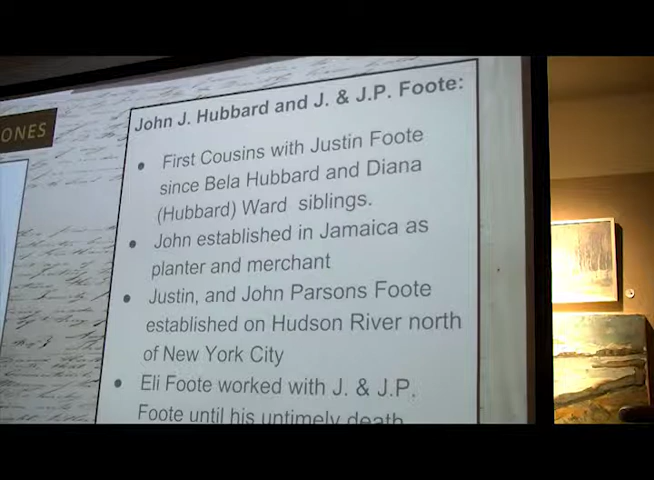 ONES
John J. Hubbard and J. & J.P. Foote:
• First Cousins with Justin Foote
since Bela Hubbard and Diana
(Hubbard) Ward siblings.
• John established in Jamaica as
planter and merchant
• Justin, and John Parsons Foote
established on Hudson River north
of New York City
• Eli Foote worked with J. & J.P.
Foote until his untimely death